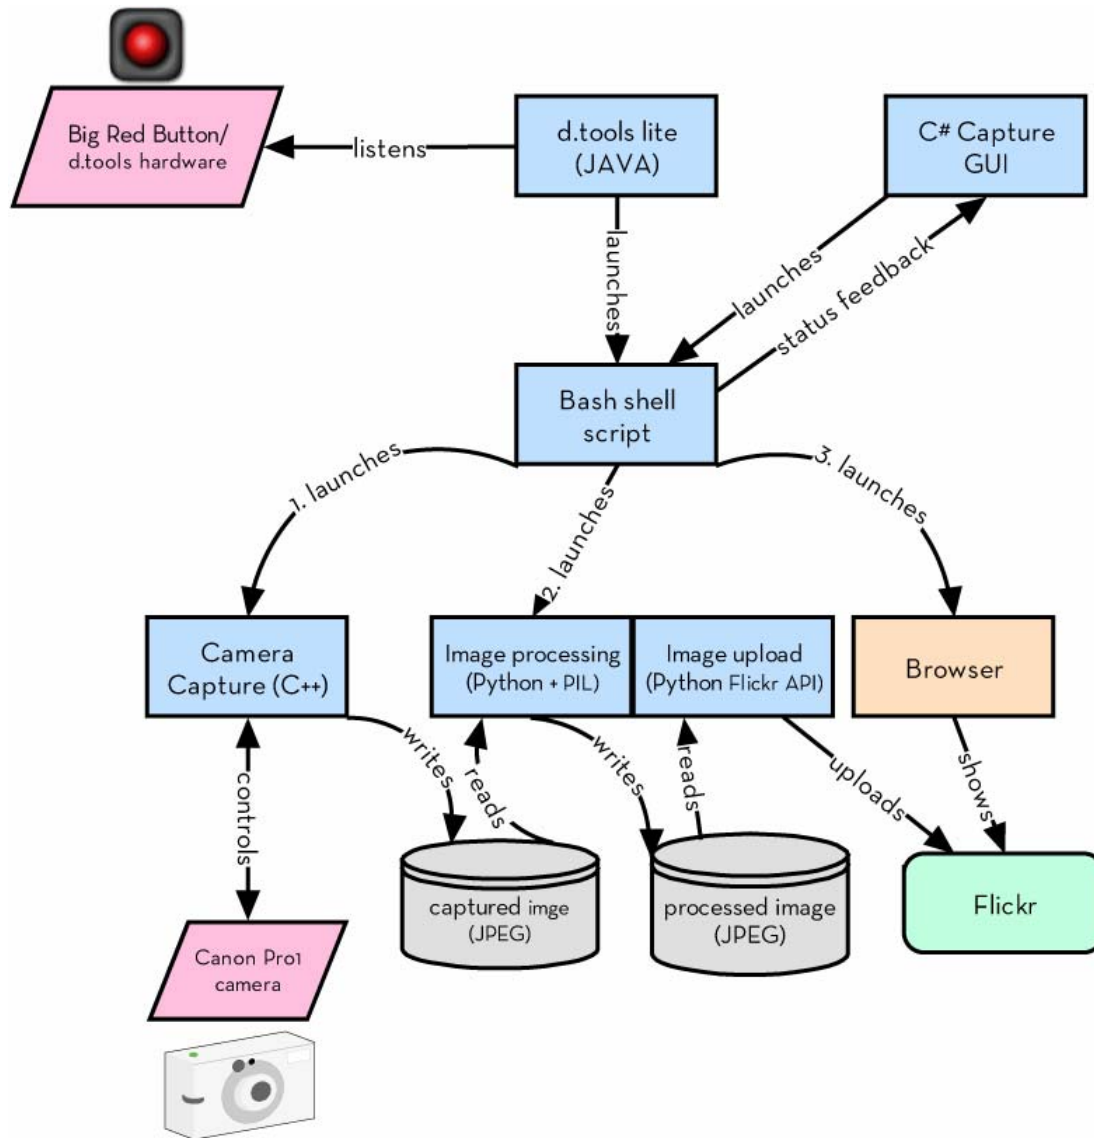 Big Red Button/
d.tools hardware
listens
d.tools lite
(JAVA)
C# Capture
GUI
launches
launches
status feedback
Bash shell
script
1. launches
2. launches
3. launches
Camera
Capture (C++)
Image processing
(Python + PIL)
Image upload
(Python Flickr API)
Browser
controls
writes
reads
writes
reads
uploads
shows
captured imge
(JPEG)
processed image
(JPEG)
Flickr
Canon Pro1
camera